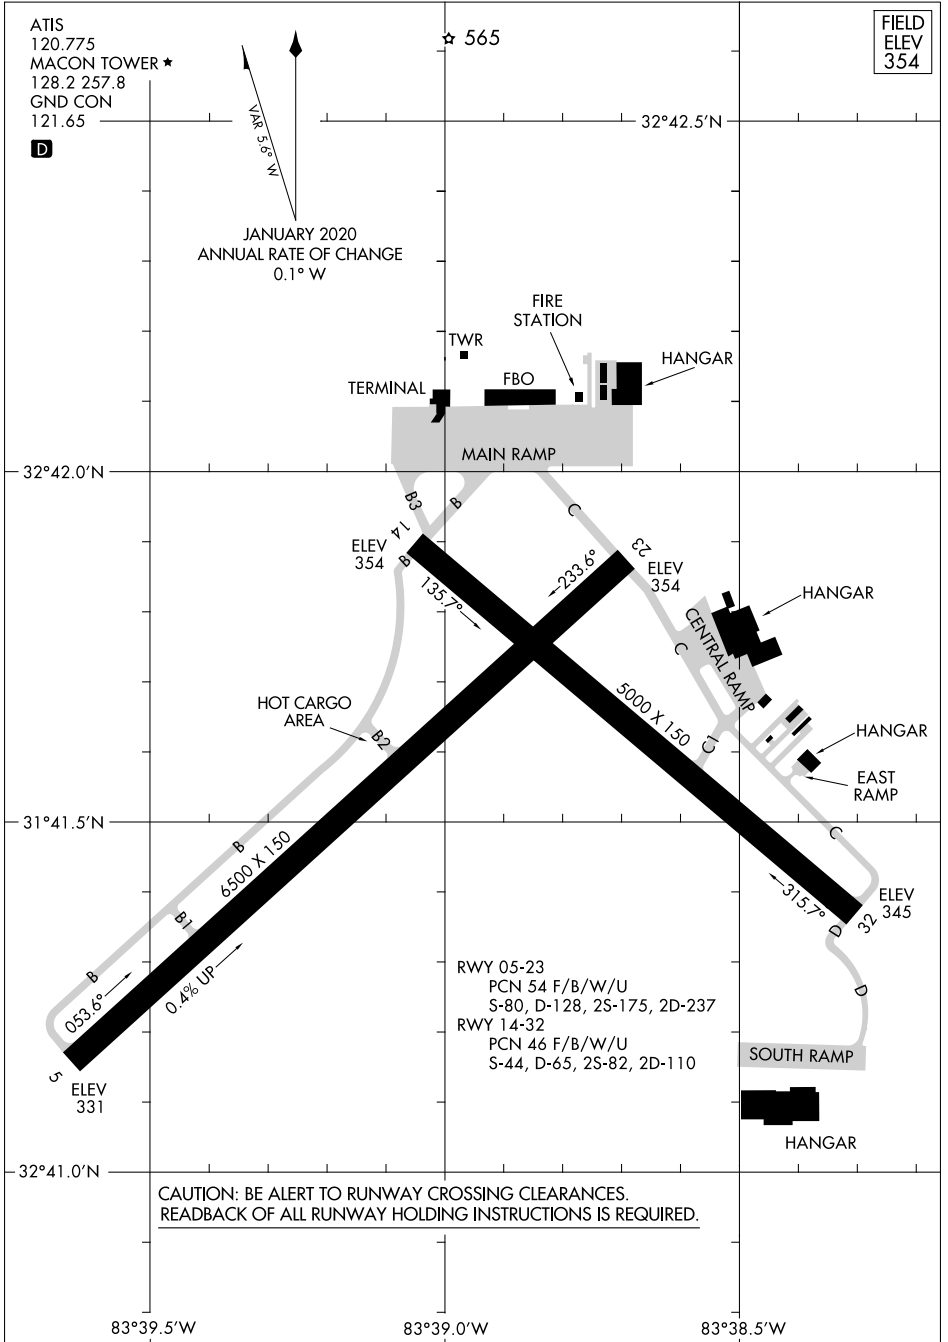 ATIS
120.775
MACON TOWER ★
128.2 257.8
GND CON
121.65
D
565
FIELD
ELEV
354
VAR 5.6° W
32°42.5'N
JANUARY 2020
ANNUAL RATE OF CHANGE
0.1° W
FIRE
STATION
TWR
HANGAR
TERMINAL
FBO
MAIN RAMP
32°42.0'N
B3
B
C
14
23
ELEV
354
B
233.6°
ELEV
354
135.7°
HANGAR
CENTRAL RAMP
C
5000 X 150
HOT CARGO
AREA
B2
C1
HANGAR
EAST
RAMP
31°41.5'N
C
B
6500 X 150
315.7°
ELEV
345
32
D
B1
B
053.6°
0.4% UP
D
RWY 05-23
PCN 54 F/B/W/U
S-80, D-128, 2S-175, 2D-237
RWY 14-32
PCN 46 F/B/W/U
S-44, D-65, 2S-82, 2D-110
SOUTH RAMP
5
ELEV
331
HANGAR
32°41.0'N
CAUTION: BE ALERT TO RUNWAY CROSSING CLEARANCES.
READBACK OF ALL RUNWAY HOLDING INSTRUCTIONS IS REQUIRED.
83°39.5'W
83°39.0'W
83°38.5'W